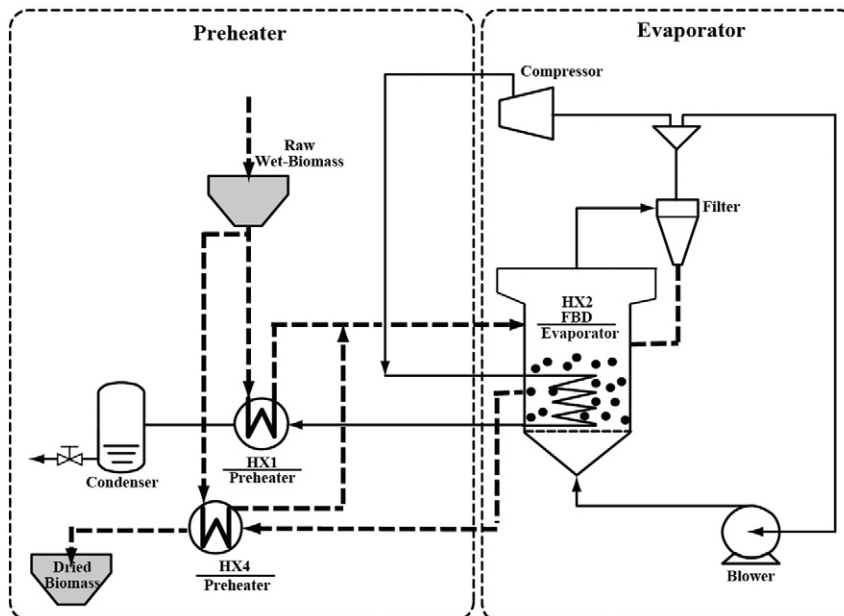 Preheater
Evaporator
Compressor
Raw
Wet-Biomass
Filter
HX2
FBD
Evaporator
HX1
Preheater
Condenser
HX4
Preheater
Dried
Biomass
Blower